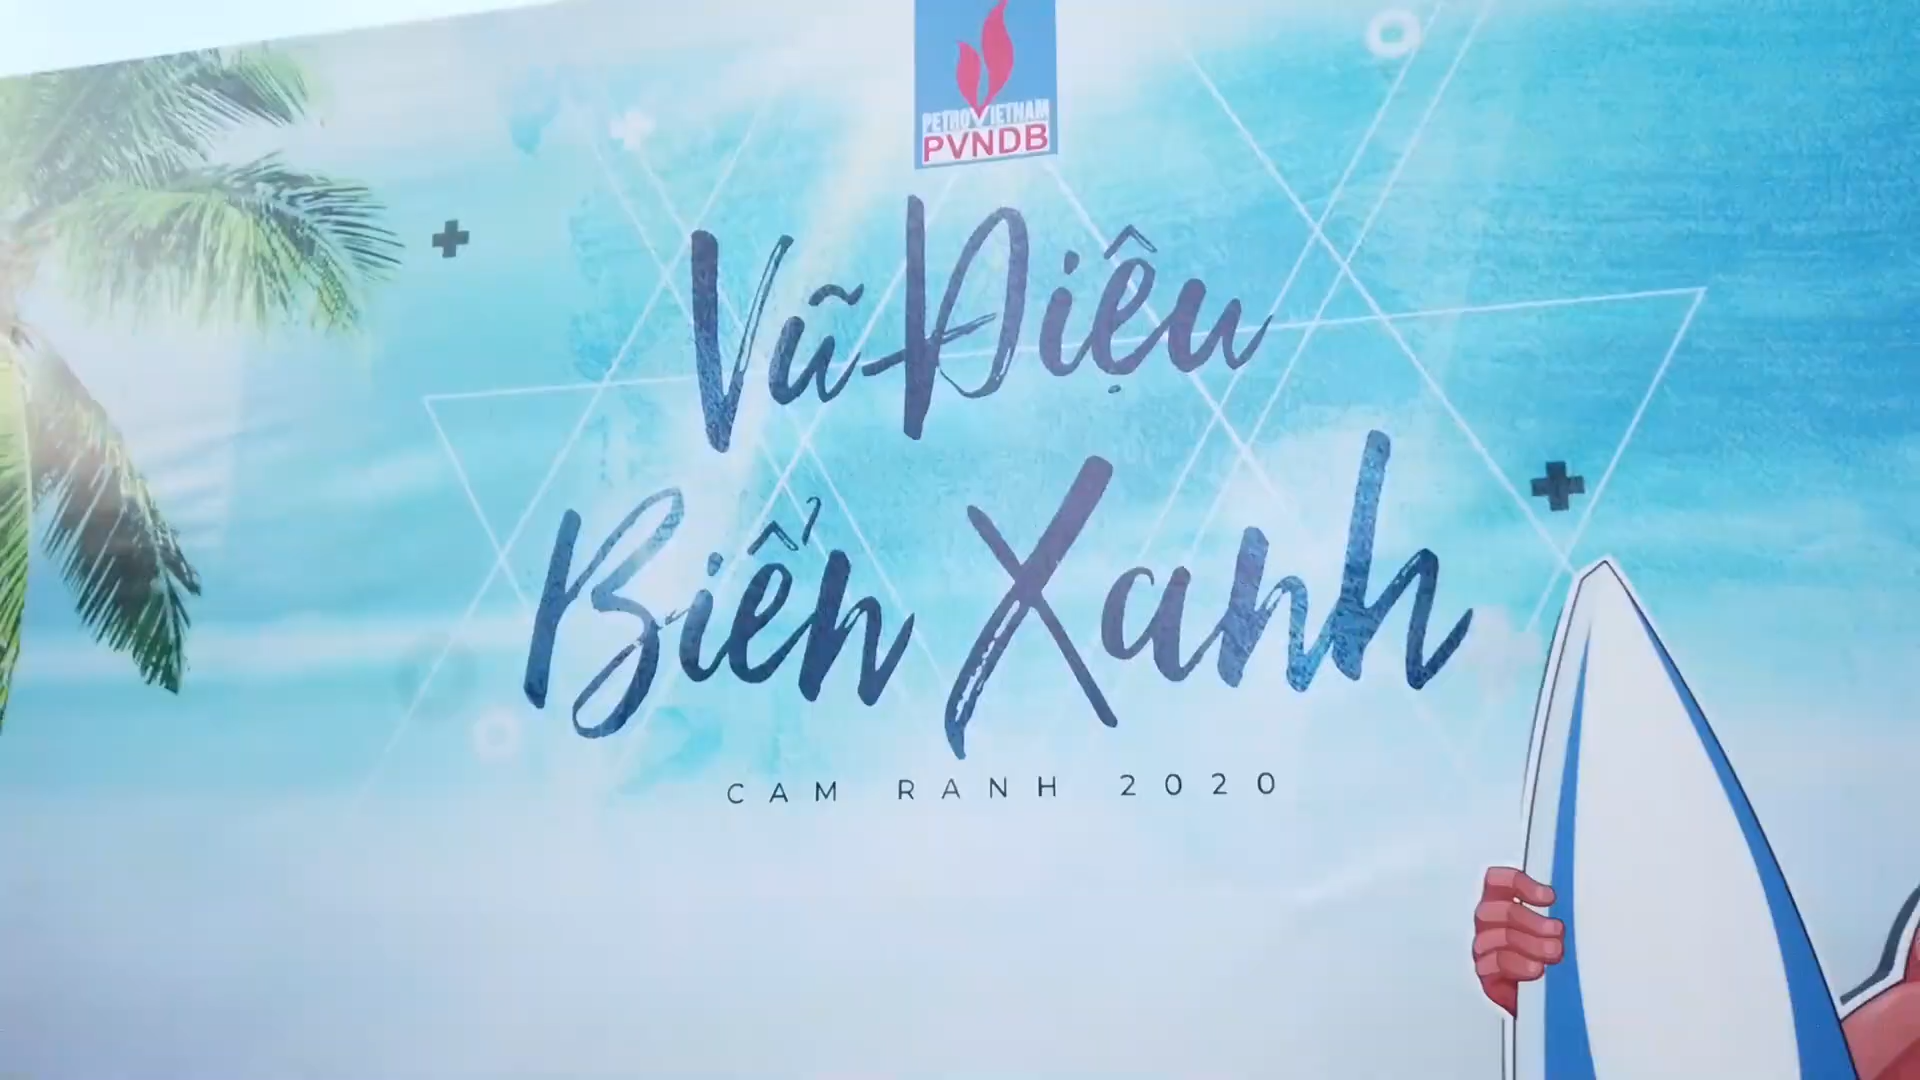 PETROVIETNAM
PVNDB
Vũ Điệu
Biển Xanh
CAM RANH 2020